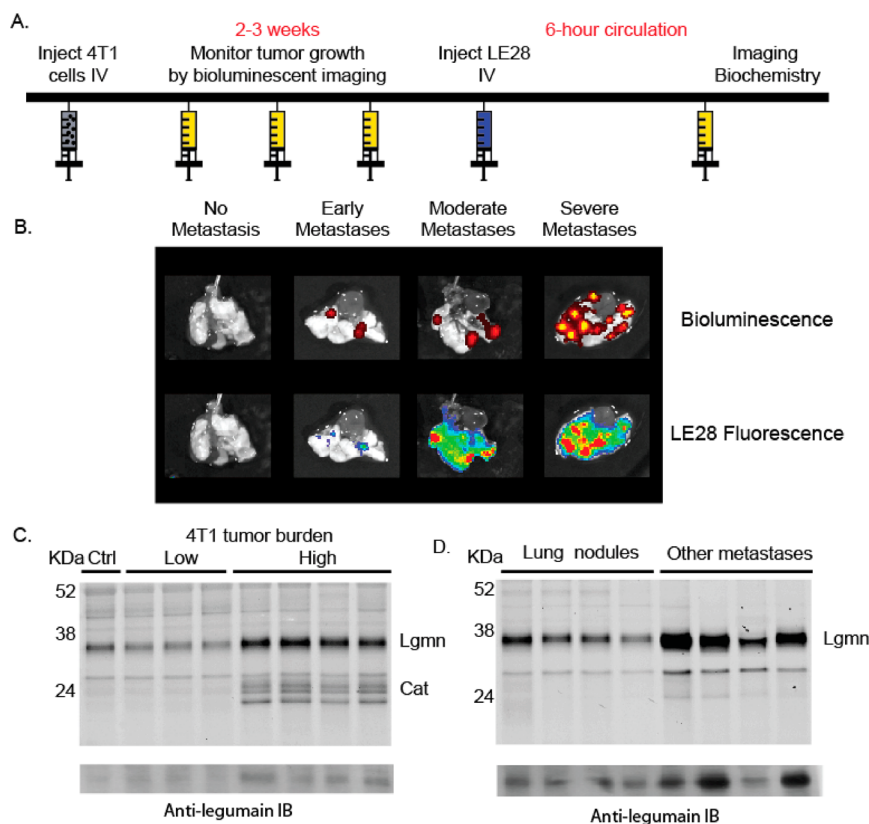 A.
2-3 weeks
6-hour circulation
Inject 4T1
cells IV
Monitor tumor growth
by bioluminescent imaging
Inject LE28
IV
Imaging
Biochemistry
B.
No
Metastasis
Early
Metastases
Moderate
Metastases
Severe
Metastases
Bioluminescence
LE28 Fluorescence
C.
4T1 tumor burden
KDa
Ctrl
Low
High
52
38
24
Lgmn
Cat
Anti-legumain IB
D.
KDa
Lung nodules
Other metastases
52
38
24
Lgmn
Anti-legumain IB